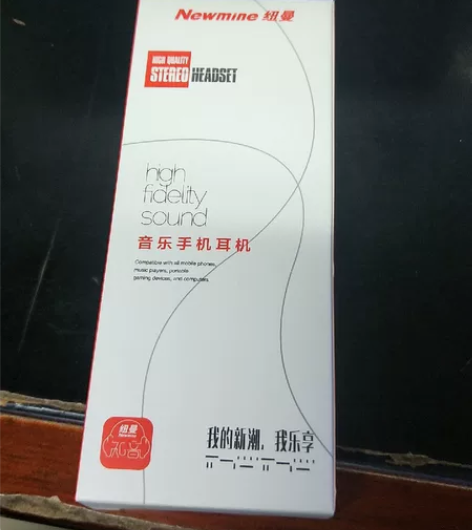 Newmine 纽曼
HIGH QUALITY
STEREO HEADSET
high
fidelity
sound
音乐手机耳机
Compatible with all mobile phones,
music players, portable
gaming devices, and computers.
纽曼
Newmine
我的新潮，我乐享